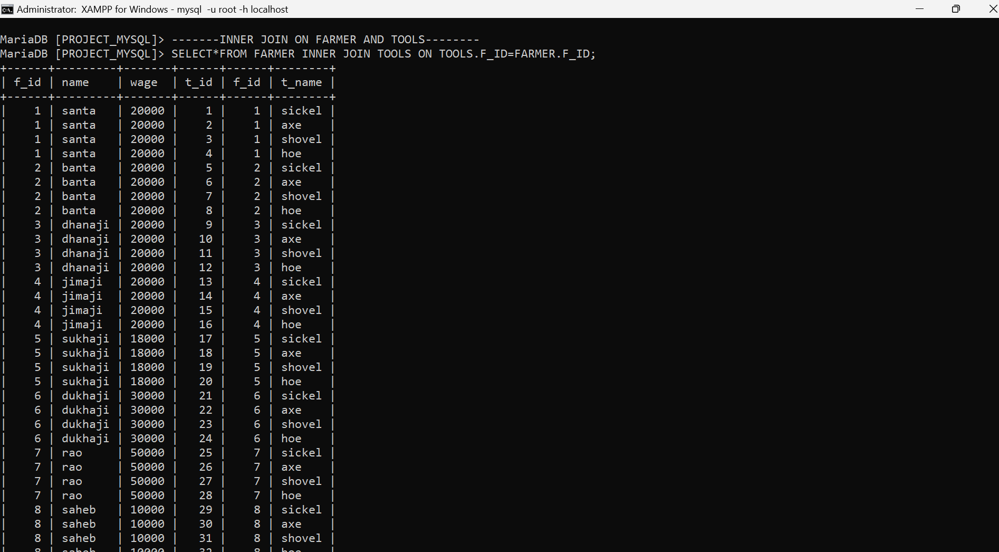 Administrator:  XAMPP for Windows - mysql  -u root -h localhost
MariaDB [PROJECT_MYSQL]> -------INNER JOIN ON FARMER AND TOOLS--------
MariaDB [PROJECT_MYSQL]> SELECT*FROM FARMER INNER JOIN TOOLS ON TOOLS.F_ID=FARMER.F_ID;
+------+---------+-------+------+------+--------+
| f_id | name    | wage  | t_id | f_id | t_name |
+------+---------+-------+------+------+--------+
|    1 | santa   | 20000 |    1 |    1 | sickel |
|    1 | santa   | 20000 |    2 |    1 | axe    |
|    1 | santa   | 20000 |    3 |    1 | shovel |
|    1 | santa   | 20000 |    4 |    1 | hoe    |
|    2 | banta   | 20000 |    5 |    2 | sickel |
|    2 | banta   | 20000 |    6 |    2 | axe    |
|    2 | banta   | 20000 |    7 |    2 | shovel |
|    2 | banta   | 20000 |    8 |    2 | hoe    |
|    3 | dhanaji | 20000 |    9 |    3 | sickel |
|    3 | dhanaji | 20000 |   10 |    3 | axe    |
|    3 | dhanaji | 20000 |   11 |    3 | shovel |
|    3 | dhanaji | 20000 |   12 |    3 | hoe    |
|    4 | jimaji  | 20000 |   13 |    4 | sickel |
|    4 | jimaji  | 20000 |   14 |    4 | axe    |
|    4 | jimaji  | 20000 |   15 |    4 | shovel |
|    4 | jimaji  | 20000 |   16 |    4 | hoe    |
|    5 | sukhaji | 18000 |   17 |    5 | sickel |
|    5 | sukhaji | 18000 |   18 |    5 | axe    |
|    5 | sukhaji | 18000 |   19 |    5 | shovel |
|    5 | sukhaji | 18000 |   20 |    5 | hoe    |
|    6 | dukhaji | 30000 |   21 |    6 | sickel |
|    6 | dukhaji | 30000 |   22 |    6 | axe    |
|    6 | dukhaji | 30000 |   23 |    6 | shovel |
|    6 | dukhaji | 30000 |   24 |    6 | hoe    |
|    7 | rao     | 50000 |   25 |    7 | sickel |
|    7 | rao     | 50000 |   26 |    7 | axe    |
|    7 | rao     | 50000 |   27 |    7 | shovel |
|    7 | rao     | 50000 |   28 |    7 | hoe    |
|    8 | saheb   | 10000 |   29 |    8 | sickel |
|    8 | saheb   | 10000 |   30 |    8 | axe    |
|    8 | saheb   | 10000 |   31 |    8 | shovel |